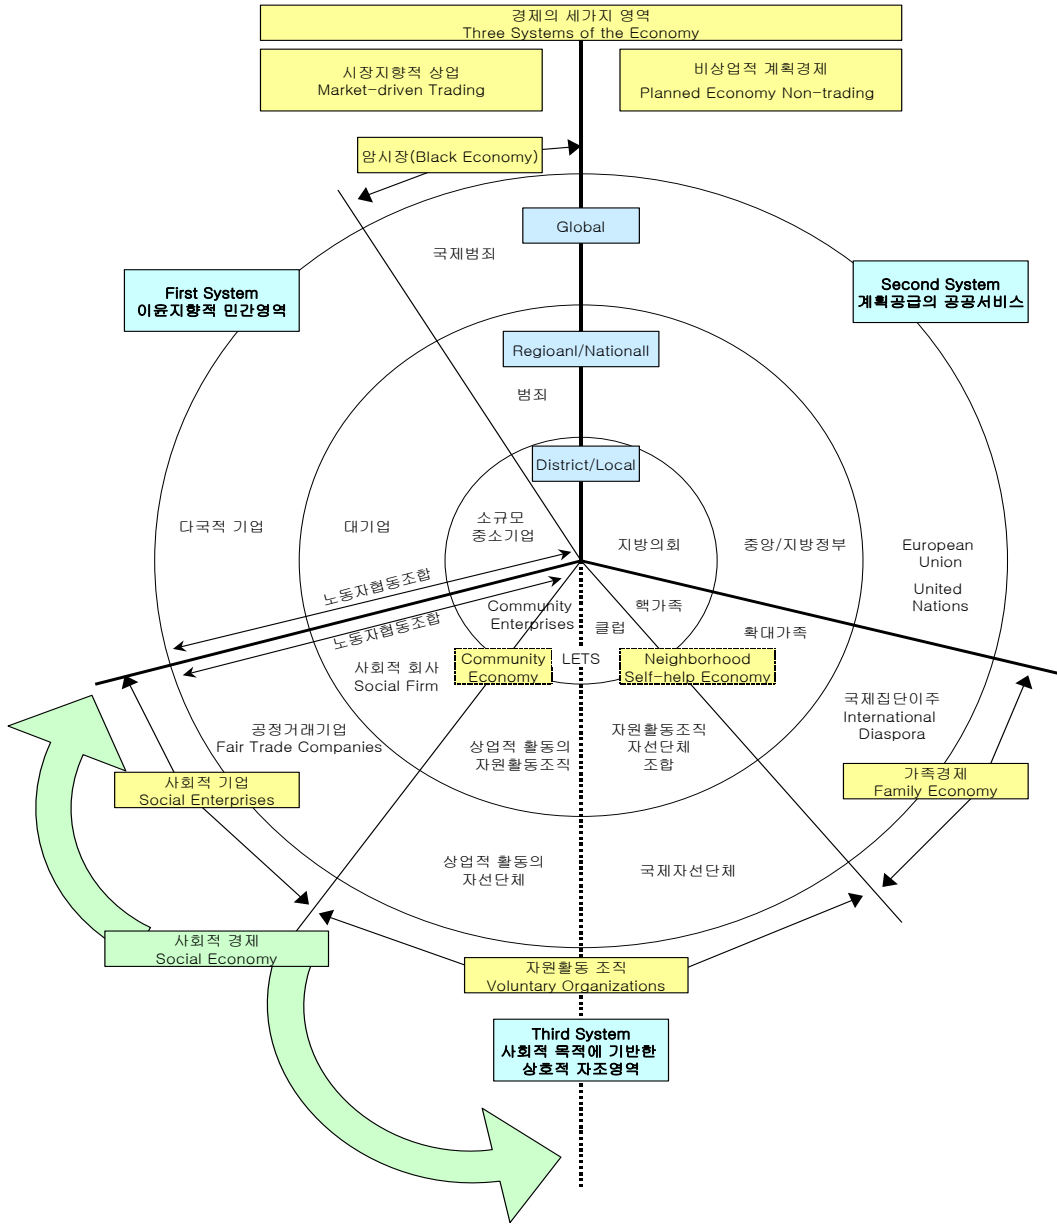 경제의 세가지 영역
Three Systems of the Economy
시장지향적 상업
Market-driven Trading
비상업적 계획경제
Planned Economy Non-trading
암시장(Black Economy)
Global
국제범죄
First System
이윤지향적 민간영역
Second System
계획공급의 공공서비스
Regioanl/Nationall
범죄
District/Local
다국적 기업
대기업
소규모
중소기업
지방의회
중앙/지방정부
European
Union
United
Nations
노동자협동조합
노동자협동조합
Community
Enterprises
클럽
핵가족
확대가족
사회적 회사
Social Firm
Community
Economy
LETS
Neighborhood
Self-help Economy
국제집단이주
International
Diaspora
공정거래기업
Fair Trade Companies
상업적 활동의
자원활동조직
자원활동조직
자선단체
조합
사회적 기업
Social Enterprises
가족경제
Family Economy
상업적 활동의
자선단체
국제자선단체
사회적 경제
Social Economy
자원활동 조직
Voluntary Organizations
Third System
사회적 목적에 기반한
상호적 자조영역